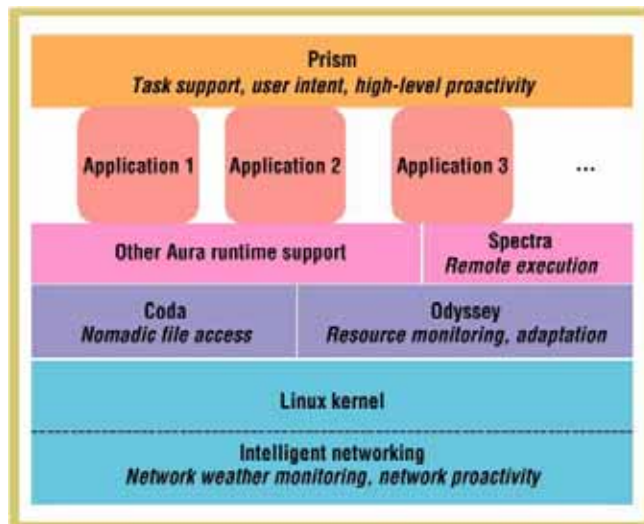 Prism
Task support, user intent, high-level proactivity
Application 1
Application 2
Application 3
...
Other Aura runtime support
Spectra
Remote execution
Coda
Nomadic file access
Odyssey
Resource monitoring, adaptation
Linux kernel
Intelligent networking
Network weather monitoring, network proactivity